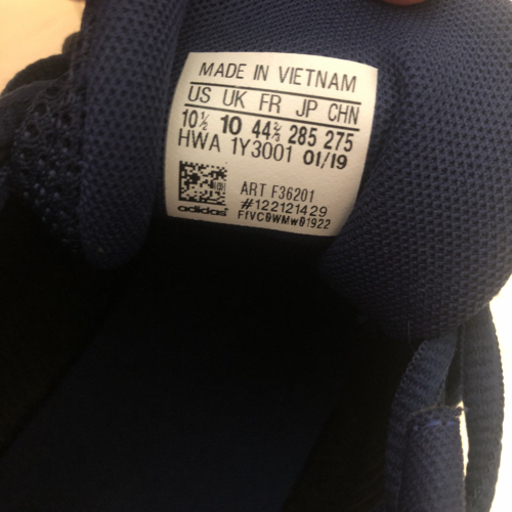 MADE IN VIETNAM
US UK FR JP CHN
10½ 10 44⅔ 285 275
HWA 1Y3001 01/19
ART F36201
#122121429
adidas FfVCBWMwB1922